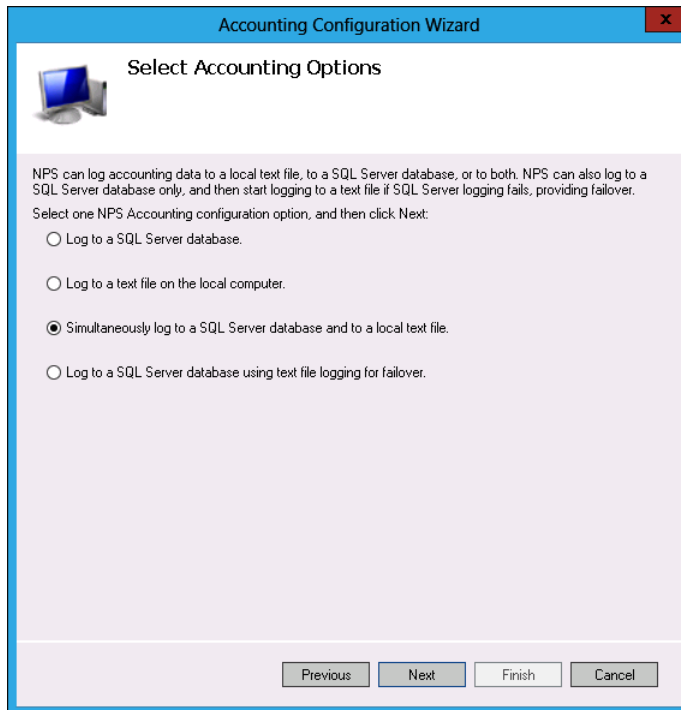 Accounting Configuration Wizard
x
Select Accounting Options
NPS can log accounting data to a local text file, to a SQL Server database, or to both. NPS can also log to a
SQL Server database only, and then start logging to a text file if SQL Server logging fails, providing failover.
Select one NPS Accounting configuration option, and then click Next:
Log to a SQL Server database.
Log to a text file on the local computer.
Simultaneously log to a SQL Server database and to a local text file.
Log to a SQL Server database using text file logging for failover.
Previous Next Finish Cancel